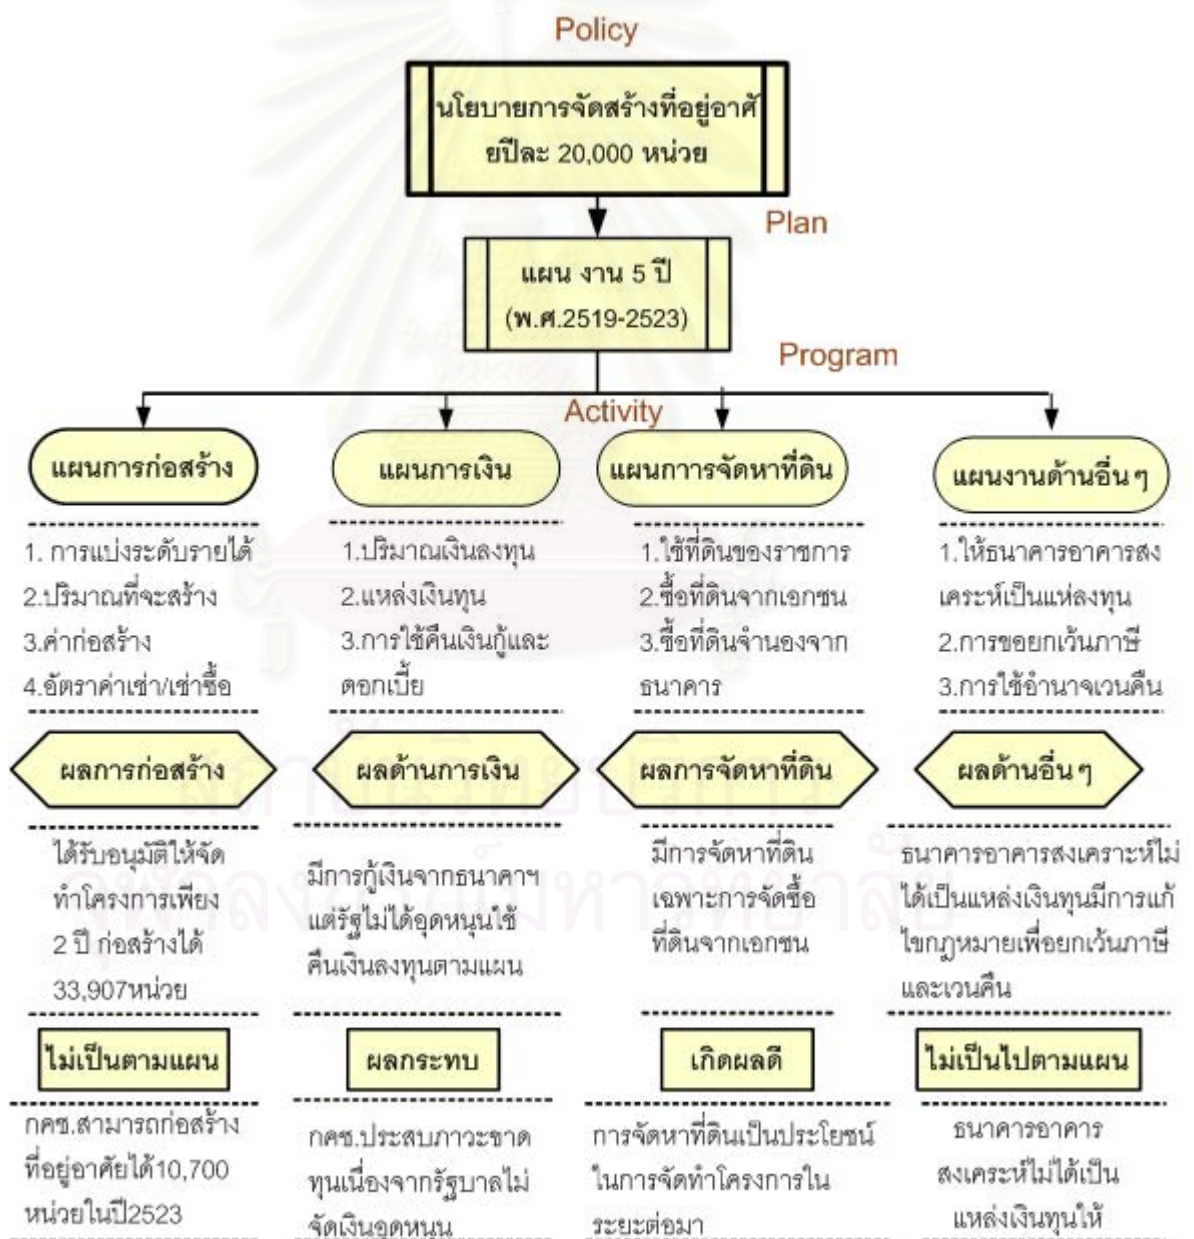 Policy
นโยบายการจัดสร้างที่อยู่อาศั
ยปีละ 20,000 หน่วย
Plan
แผน งาน 5 ปี
(พ.ศ.2519-2523)
Program
Activity
แผนการก่อสร้าง
1. การแบ่งระดับรายได้
2.ปริมาณที่จะสร้าง
3.ค่าก่อสร้าง
4.อัตราค่าเช่า/เช่าซื้อ
ผลการก่อสร้าง
ได้รับอนุมัติให้จัด
ทำโครงการเพียง
2 ปี ก่อสร้างได้
33,907หน่วย
ไม่เป็นตามแผน
กคช.สามารถก่อสร้าง
ที่อยู่อาศัยได้10,700
หน่วยในปี2523
แผนการเงิน
1.ปริมาณเงินลงทุน
2.แหล่งเงินทุน
3.การใช้คืนเงินกู้และ
ดอกเบี้ย
ผลด้านการเงิน
มีการกู้เงินจากธนาคาฯ
แต่รัฐไม่ได้อุดหนุนใช้
คืนเงินลงทุนตามแผน
ผลกระทบ
กคช.ประสบภาวะขาด
ทุนเนื่องจากรัฐบาลไม่
จัดเงินอุดหนุน
แผนกาารจัดหาที่ดิน
1.ใช้ที่ดินของราชการ
2.ซื้อที่ดินจากเอกชน
3.ซื้อที่ดินจำนองจาก
ธนาคาร
ผลการจัดหาที่ดิน
มีการจัดหาที่ดิน
เฉพาะการจัดซื้อ
ที่ดินจากเอกชน
เกิดผลดี
การจัดหาที่ดินเป็นประโยชน์
ในการจัดทำโครงการใน
ระยะต่อมา
แผนงานด้านอื่นๆ
1.ให้ธนาคารอาคารสง
เคราะห์เป็นแห่ลงทุน
2.การขอยกเว้นภาษี
3.การใช้อำนาจเวนคืน
ผลด้านอื่นๆ
ธนาคารอาคารสงเคราะห์ไม่
ได้เป็นแหล่งเงินทุนมีการแก้
ไขกฎหมายเพื่อยกเว้นภาษี
และเวนคืน
ไม่เป็นไปตามแผน
ธนาคารอาคาร
สงเคราะห์ไม่ได้เป็น
แหล่งเงินทุนให้
สถาบันวิทยบริการ
จุฬาลงกรณ์มหาวิทยาลัย